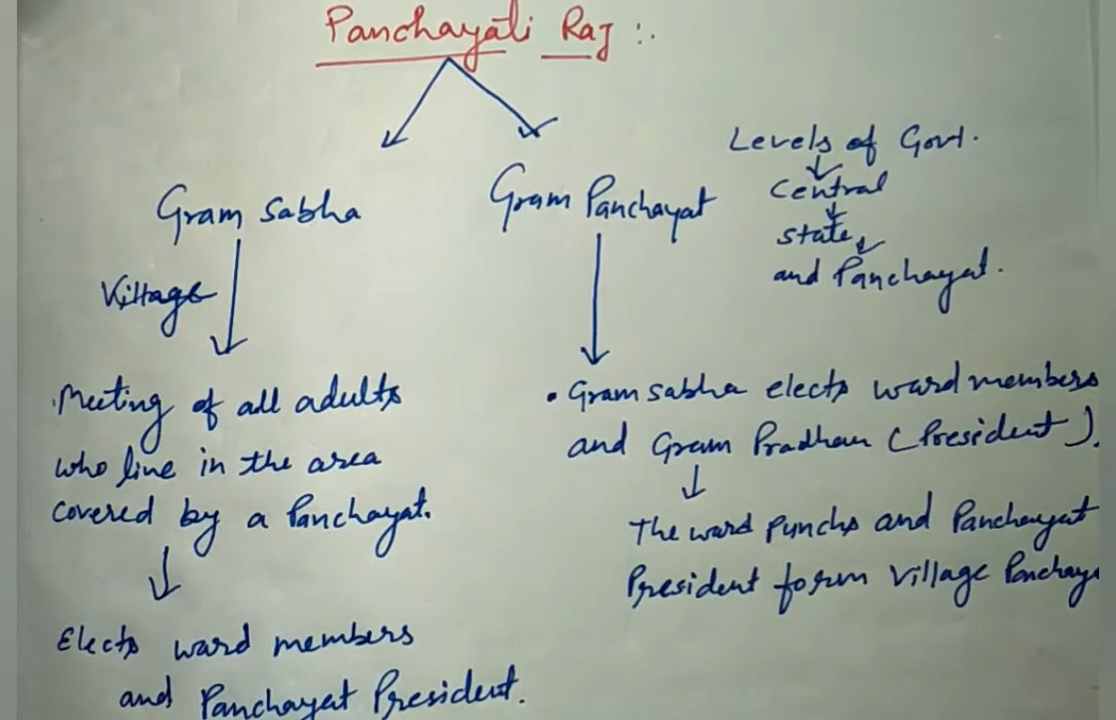 Panchayati Raj :.
Gram Sabha
Village
Meeting of all adults
who live in the area
covered by a Panchayat.
Elects ward members
and Panchayat President.
Gram Panchayat
• Gram sabha elects ward members
and Gram Pradhan (President).
The ward Punchs and Panchayat
President form Village Panchaya
Levels of Govt.
Central
state
and Panchayat.